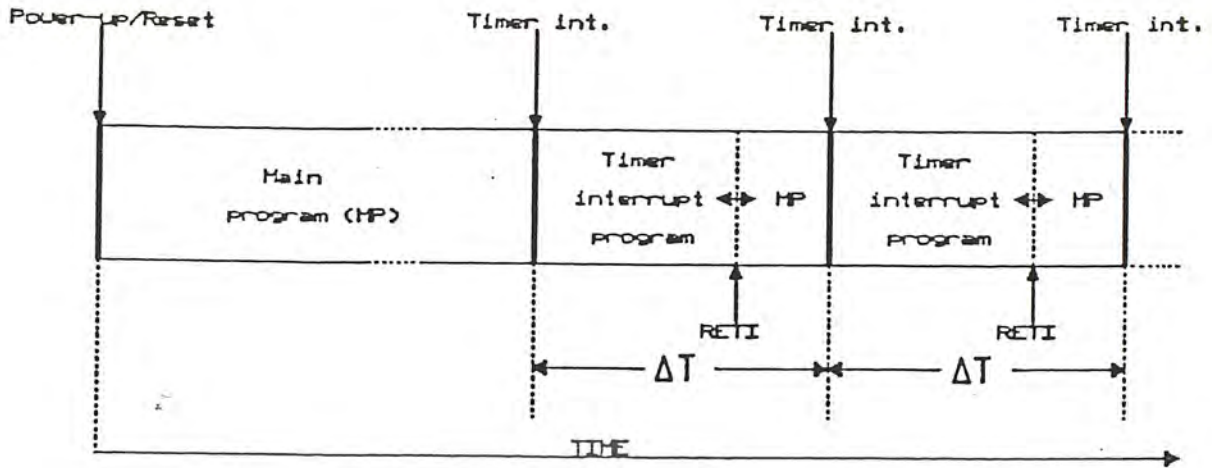 Power-up/Reset
Timer int.
Timer int.
Timer int.
Main
program (MP)
Timer
interrupt
program
MP
Timer
interrupt
program
MP
RETI
RETI
ΔT
ΔT
TIME